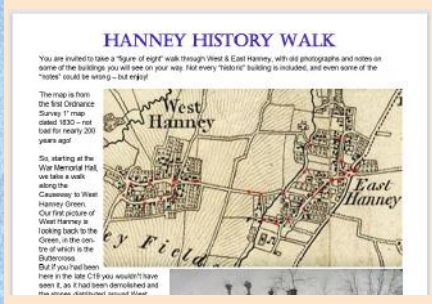 HANNEY HISTORY WALK
You are invited to take a "figure of eight" walk through West & East Hanney, with old photographs and notes on
some of the buildings you will see on your way. Not every "historic" building is included, and even some of the
"notes" could be wrong – but enjoy!
The map is from
the first Ordnance
Survey 1" map
dated 1830 – not
bad for nearly 200
years ago!
So, starting at the
War Memorial Hall,
we take a walk
along the
Causeway to West
Hanney Green.
Our first picture of
West Hanney is
looking back to the
Green, in the cen-
tre of which is the
Buttercross.
But if you had been
here in the late C19 you wouldn't have
seen it, as it had been demolished and
the stones distributed around West
West
Hanney
East
Hanney
ey Field